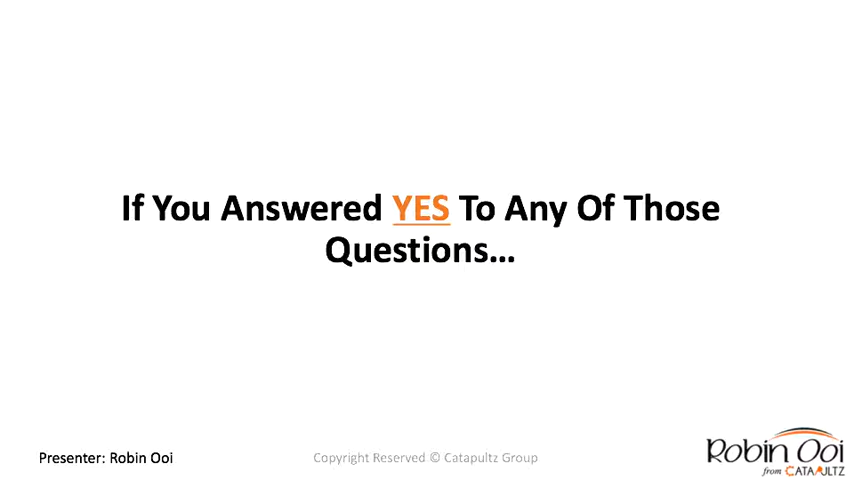 If You Answered YES To Any Of Those
Questions...
Presenter: Robin Ooi
Copyright Reserved © Catapultz Group
Robin Ooi
from CATAPULTZ